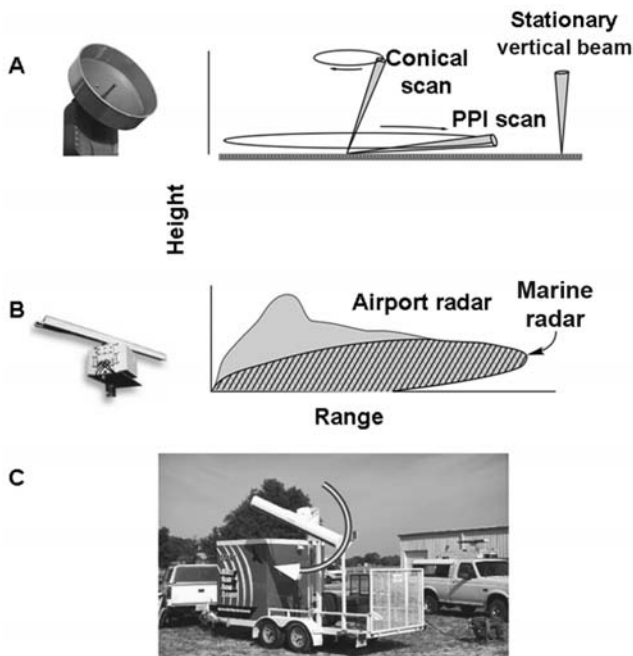 A
Conical
scan
Stationary
vertical beam
PPI scan
Height
B
Airport radar
Marine
radar
Range
C